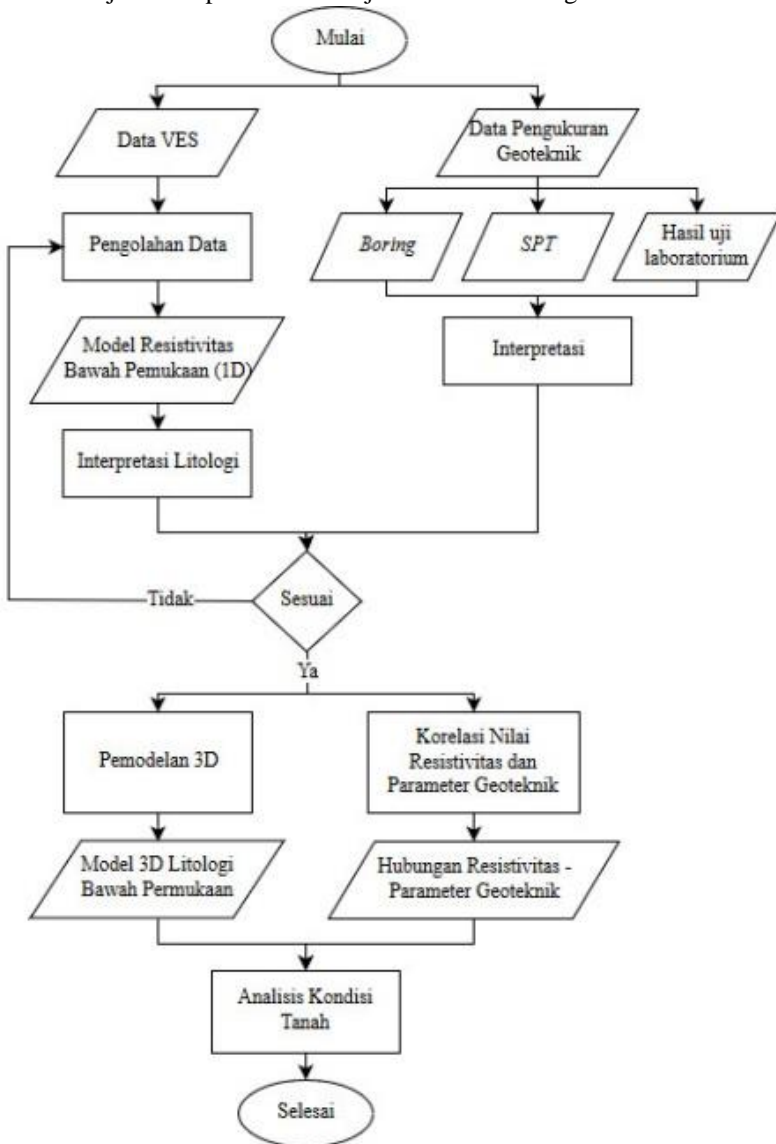 Mulai
Data VES
Data Pengukuran
Geoteknik
Pengolahan Data
Boring
SPT
Hasil uji
laboratorium
Model Resistivitas
Bawah Pemukaan (1D)
Interpretasi
Interpretasi Litologi
Sesuai
Tidak
Ya
Pemodelan 3D
Korelasi Nilai
Resistivitas dan
Parameter Geoteknik
Model 3D Litologi
Bawah Permukaan
Hubungan Resistivitas -
Parameter Geoteknik
Analisis Kondisi
Tanah
Selesai